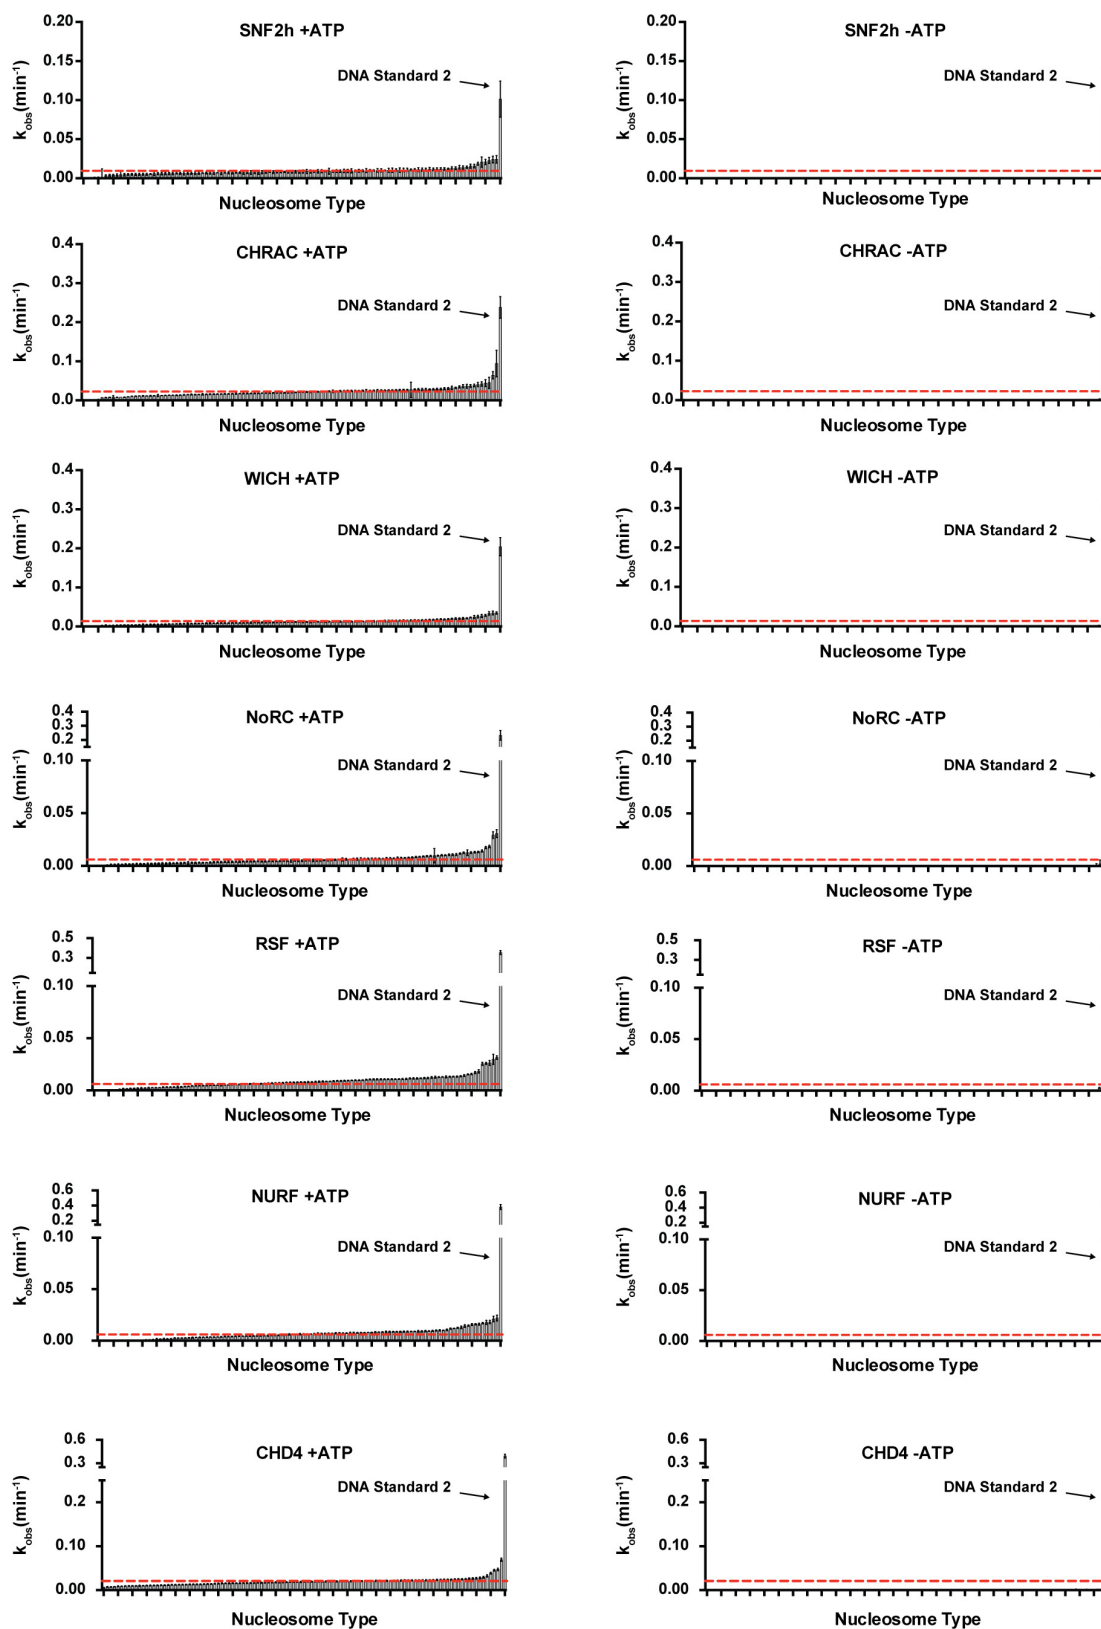 SNF2h +ATP
k_obs(min⁻¹)
0.20
0.15
0.10
0.05
0.00
DNA Standard 2
Nucleosome Type
SNF2h -ATP
k_obs(min⁻¹)
0.20
0.15
0.10
0.05
0.00
DNA Standard 2
Nucleosome Type
CHRAC +ATP
k_obs(min⁻¹)
0.4
0.3
0.2
0.1
0.0
DNA Standard 2
Nucleosome Type
CHRAC -ATP
k_obs(min⁻¹)
0.4
0.3
0.2
0.1
0.0
DNA Standard 2
Nucleosome Type
WICH +ATP
k_obs(min⁻¹)
0.4
0.3
0.2
0.1
0.0
DNA Standard 2
Nucleosome Type
WICH -ATP
k_obs(min⁻¹)
0.4
0.3
0.2
0.1
0.0
DNA Standard 2
Nucleosome Type
NoRC +ATP
k_obs(min⁻¹)
0.4
0.3
0.2
0.10
0.05
0.00
DNA Standard 2
Nucleosome Type
NoRC -ATP
k_obs(min⁻¹)
0.4
0.3
0.2
0.10
0.05
0.00
DNA Standard 2
Nucleosome Type
RSF +ATP
k_obs(min⁻¹)
0.5
0.3
0.10
0.05
0.00
DNA Standard 2
Nucleosome Type
RSF -ATP
k_obs(min⁻¹)
0.5
0.3
0.10
0.05
0.00
DNA Standard 2
Nucleosome Type
NURF +ATP
k_obs(min⁻¹)
0.6
0.4
0.2
0.10
0.05
0.00
DNA Standard 2
Nucleosome Type
NURF -ATP
k_obs(min⁻¹)
0.6
0.4
0.2
0.10
0.05
0.00
DNA Standard 2
Nucleosome Type
CHD4 +ATP
k_obs(min⁻¹)
0.6
0.3
0.2
0.10
0.00
DNA Standard 2
Nucleosome Type
CHD4 -ATP
k_obs(min⁻¹)
0.6
0.3
0.2
0.10
0.00
DNA Standard 2
Nucleosome Type